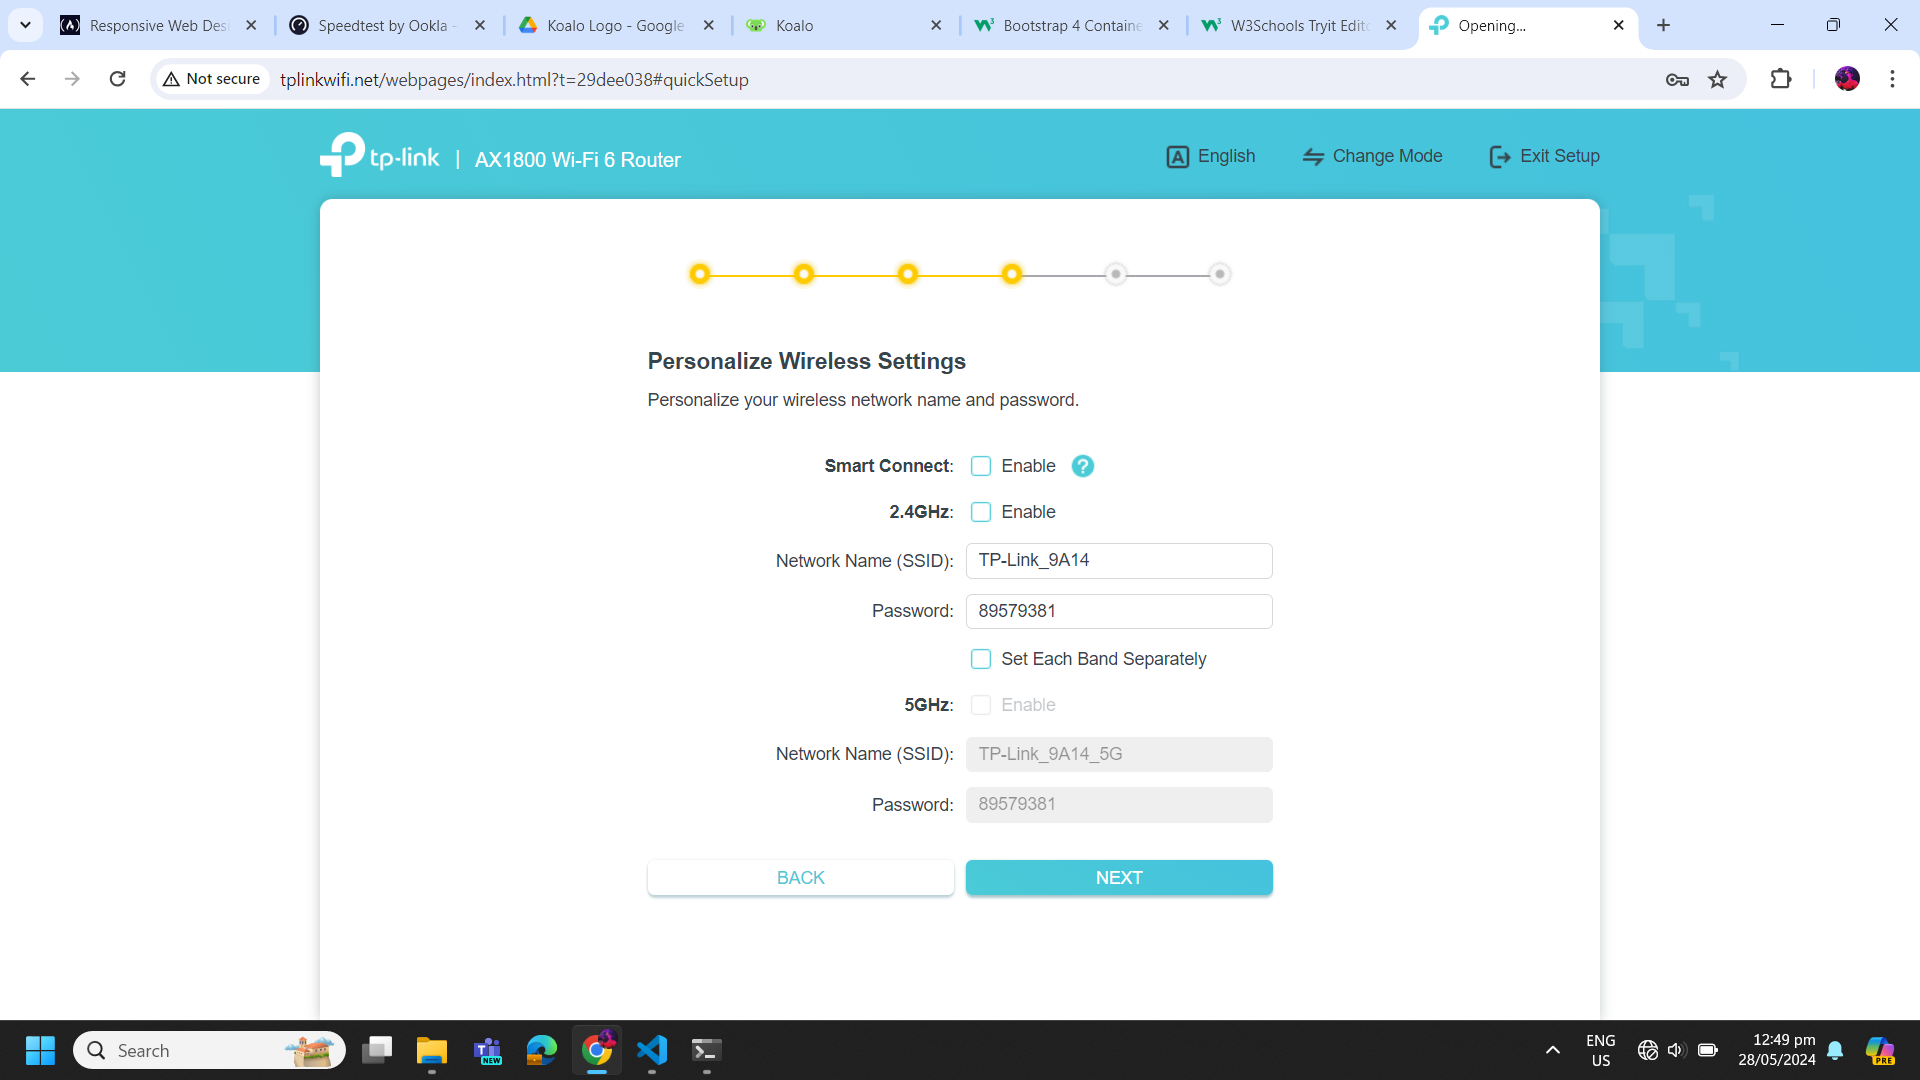 Responsive Web Des
Speedtest by Ookla -
Koalo Logo - Google
Koalo
Bootstrap 4 Containe
W3Schools Tryit Edito
Opening...
Not secure
tplinkwifi.net/webpages/index.html?t=29dee038#quickSetup
tp-link | AX1800 Wi-Fi 6 Router
A English
Change Mode
Exit Setup
Personalize Wireless Settings
Personalize your wireless network name and password.
Smart Connect: Enable ?
2.4GHz: Enable
Network Name (SSID): TP-Link_9A14
Password: 89579381
Set Each Band Separately
5GHz: Enable
Network Name (SSID): TP-Link_9A14_5G
Password: 89579381
BACK
NEXT
Search
NEW
ENG
US
12:49 pm
28/05/2024
PRE